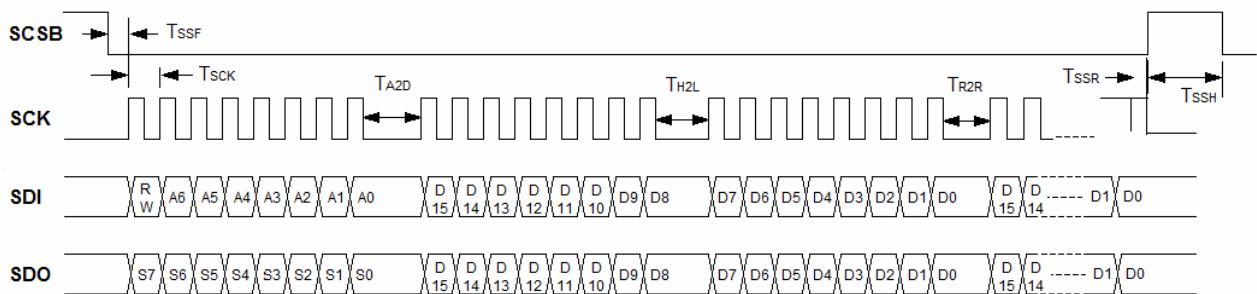 SCSB
TSSF
TSCK
TA2D
TH2L
TR2R
TSSR
TSSH
SCK
SDI
R W A6 A5 A4 A3 A2 A1 A0 D 15 D 14 D 13 D 12 D 11 D 10 D9 D8 D7 D6 D5 D4 D3 D2 D1 D0 D 15 D 14 D1 D0
SDO
S7 S6 S5 S4 S3 S2 S1 S0 D 15 D 14 D 13 D 12 D 11 D 10 D9 D8 D7 D6 D5 D4 D3 D2 D1 D0 D 15 D 14 D1 D0